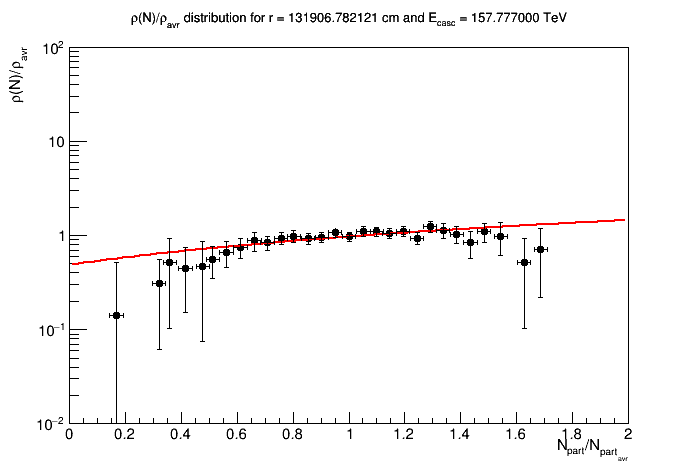 ρ(N)/ρavr distribution for r = 131906.782121 cm and Ecasc = 157.777000 TeV
ρ(N)/ρavr
10²
10
1
10⁻¹
10⁻²
0 0.2 0.4 0.6 0.8 1 1.2 1.4 1.6 1.8 2
Npart/Npartavr